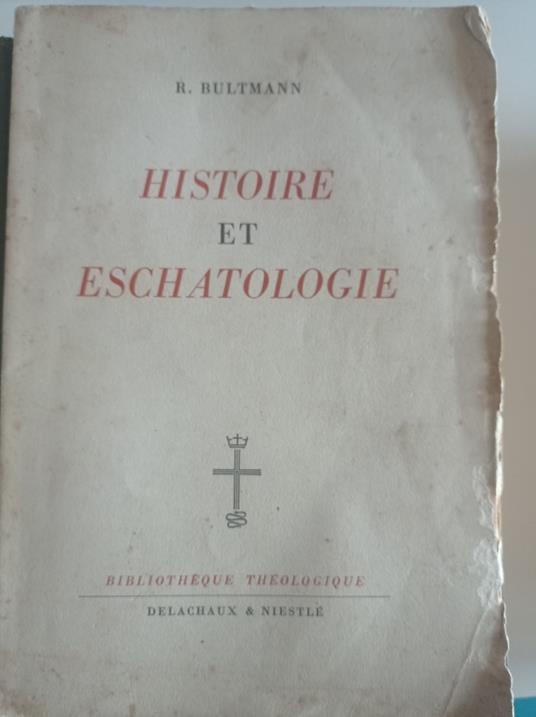 R. BULTMANN
HISTOIRE
ET
ESCHATOLOGIE
BIBLIOTHÈQUE THÉOLOGIQUE
DELACHAUX & NIESTLÉ